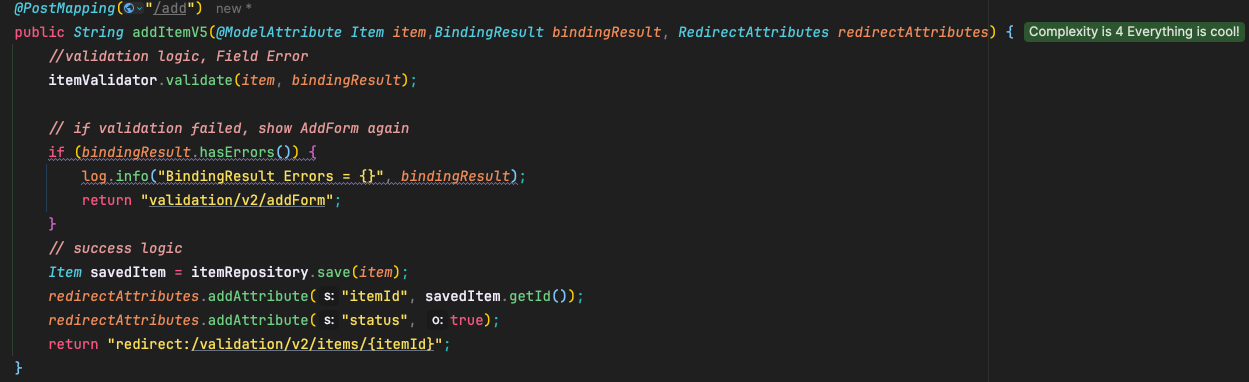 @PostMapping("/add") new *
public String addItemV5(@ModelAttribute Item item,BindingResult bindingResult, RedirectAttributes redirectAttributes) { Complexity is 4 Everything is cool!
//validation logic, Field Error
itemValidator.validate(item, bindingResult);
// if validation failed, show AddForm again
if (bindingResult.hasErrors()) {
log.info("BindingResult Errors = {}", bindingResult);
return "validation/v2/addForm";
}
// success logic
Item savedItem = itemRepository.save(item);
redirectAttributes.addAttribute( s: "itemId", savedItem.getId());
redirectAttributes.addAttribute( s: "status", o: true);
return "redirect:/validation/v2/items/{itemId}";
}